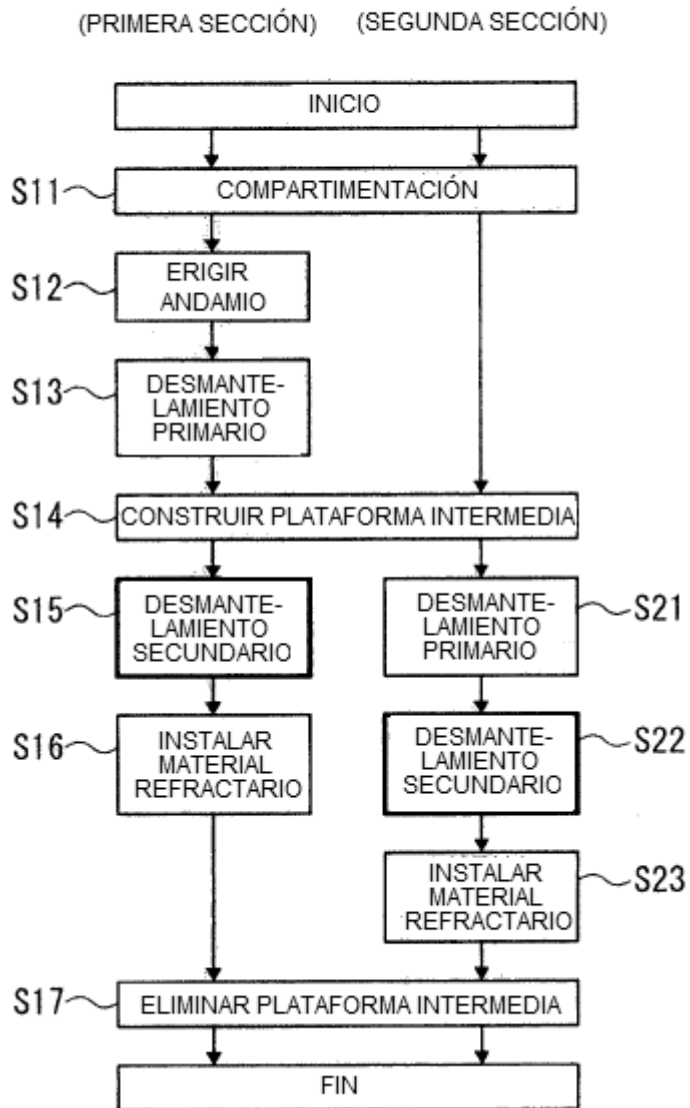 (PRIMERA SECCIÓN) (SEGUNDA SECCIÓN)
INICIO
S11 COMPARTIMENTACIÓN
S12 ERIGIR
ANDAMIO
S13 DESMANTE-
LAMIENTO
PRIMARIO
S14 CONSTRUIR PLATAFORMA INTERMEDIA
S15 DESMANTE-
LAMIENTO
SECUNDARIO
DESMANTE-
LAMIENTO
PRIMARIO
S21
S16 INSTALAR
MATERIAL
REFRACTARIO
DESMANTE-
LAMIENTO
SECUNDARIO
S22
INSTALAR
MATERIAL
REFRACTARIO
S23
S17 ELIMINAR PLATAFORMA INTERMEDIA
FIN